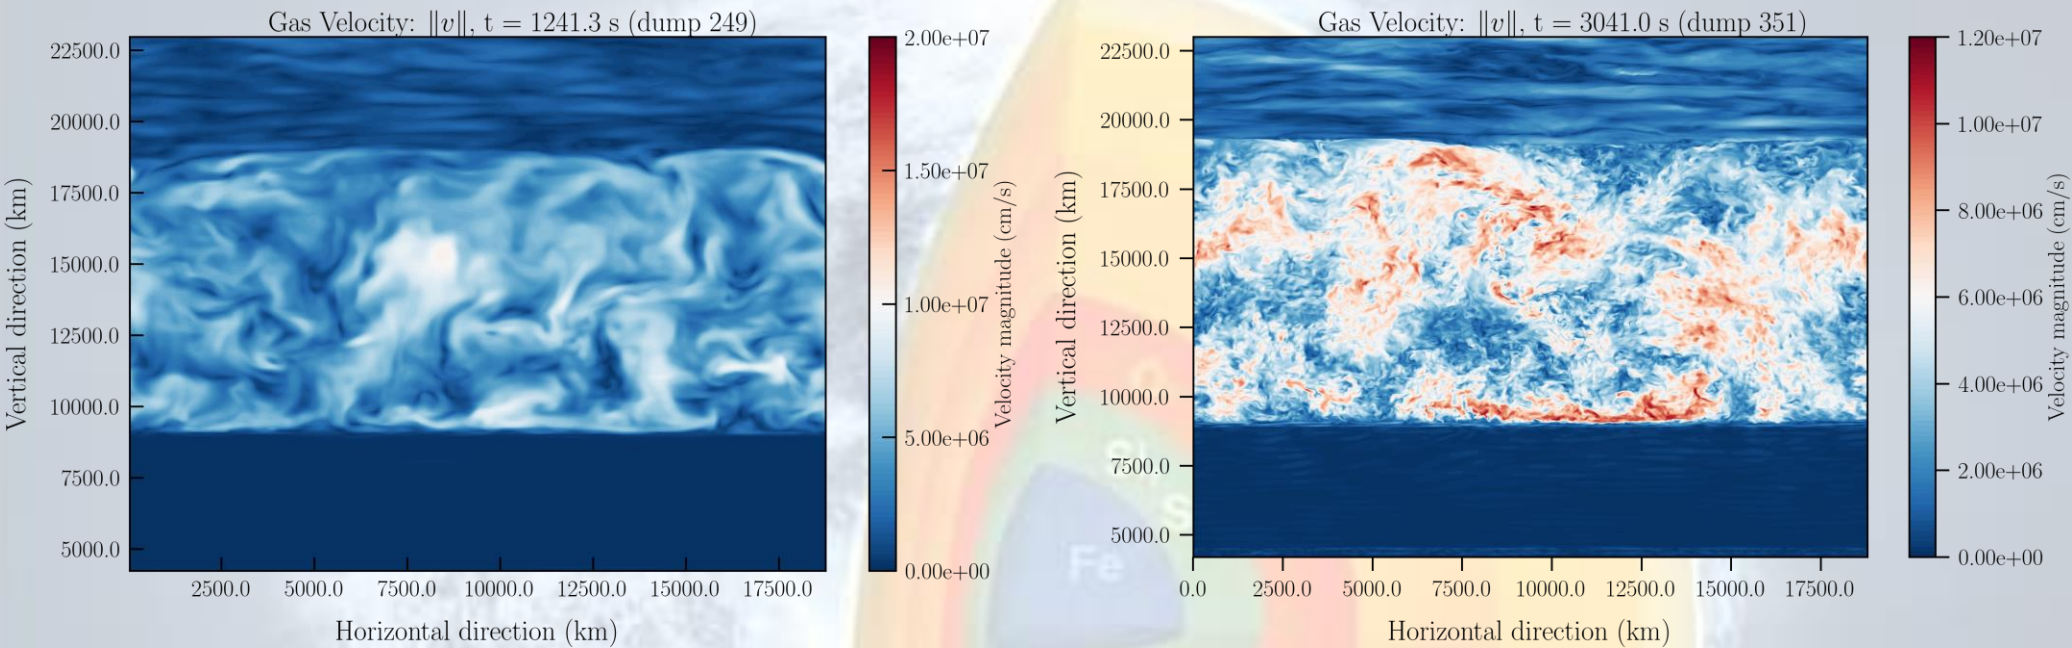 Gas Velocity: ‖v‖, t = 1241.3 s (dump 249)
22500.0
20000.0
17500.0
15000.0
12500.0
10000.0
7500.0
5000.0
Vertical direction (km)
2500.0 5000.0 7500.0 10000.0 12500.0 15000.0 17500.0
Horizontal direction (km)
2.00e+07
1.50e+07
1.00e+07
5.00e+06
0.00e+00
Velocity magnitude (cm/s)
Gas Velocity: ‖v‖, t = 3041.0 s (dump 351)
22500.0
20000.0
17500.0
15000.0
12500.0
10000.0
7500.0
5000.0
Vertical direction (km)
0.0 2500.0 5000.0 7500.0 10000.0 12500.0 15000.0 17500.0
Horizontal direction (km)
1.20e+07
1.00e+07
8.00e+06
6.00e+06
4.00e+06
2.00e+06
0.00e+00
Velocity magnitude (cm/s)
O
Si
S
Fe